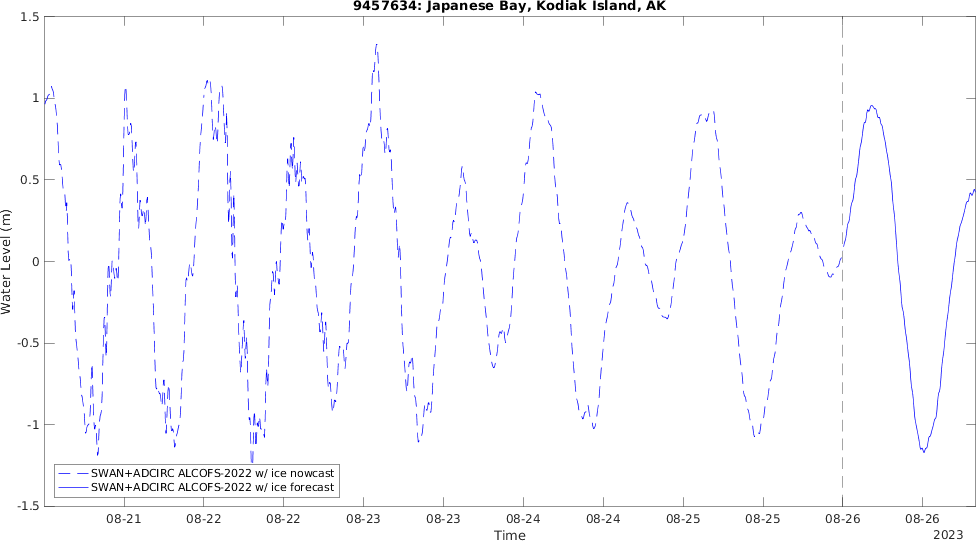 9457634: Japanese Bay, Kodiak Island, AK
1.5
1
0.5
0
-0.5
-1
-1.5
Water Level (m)
SWAN+ADCIRC ALCOFS-2022 w/ ice nowcast
SWAN+ADCIRC ALCOFS-2022 w/ ice forecast
08-21 08-22 08-22 08-23 08-23 08-24 08-24 08-25 08-25 08-26 08-26
Time
2023